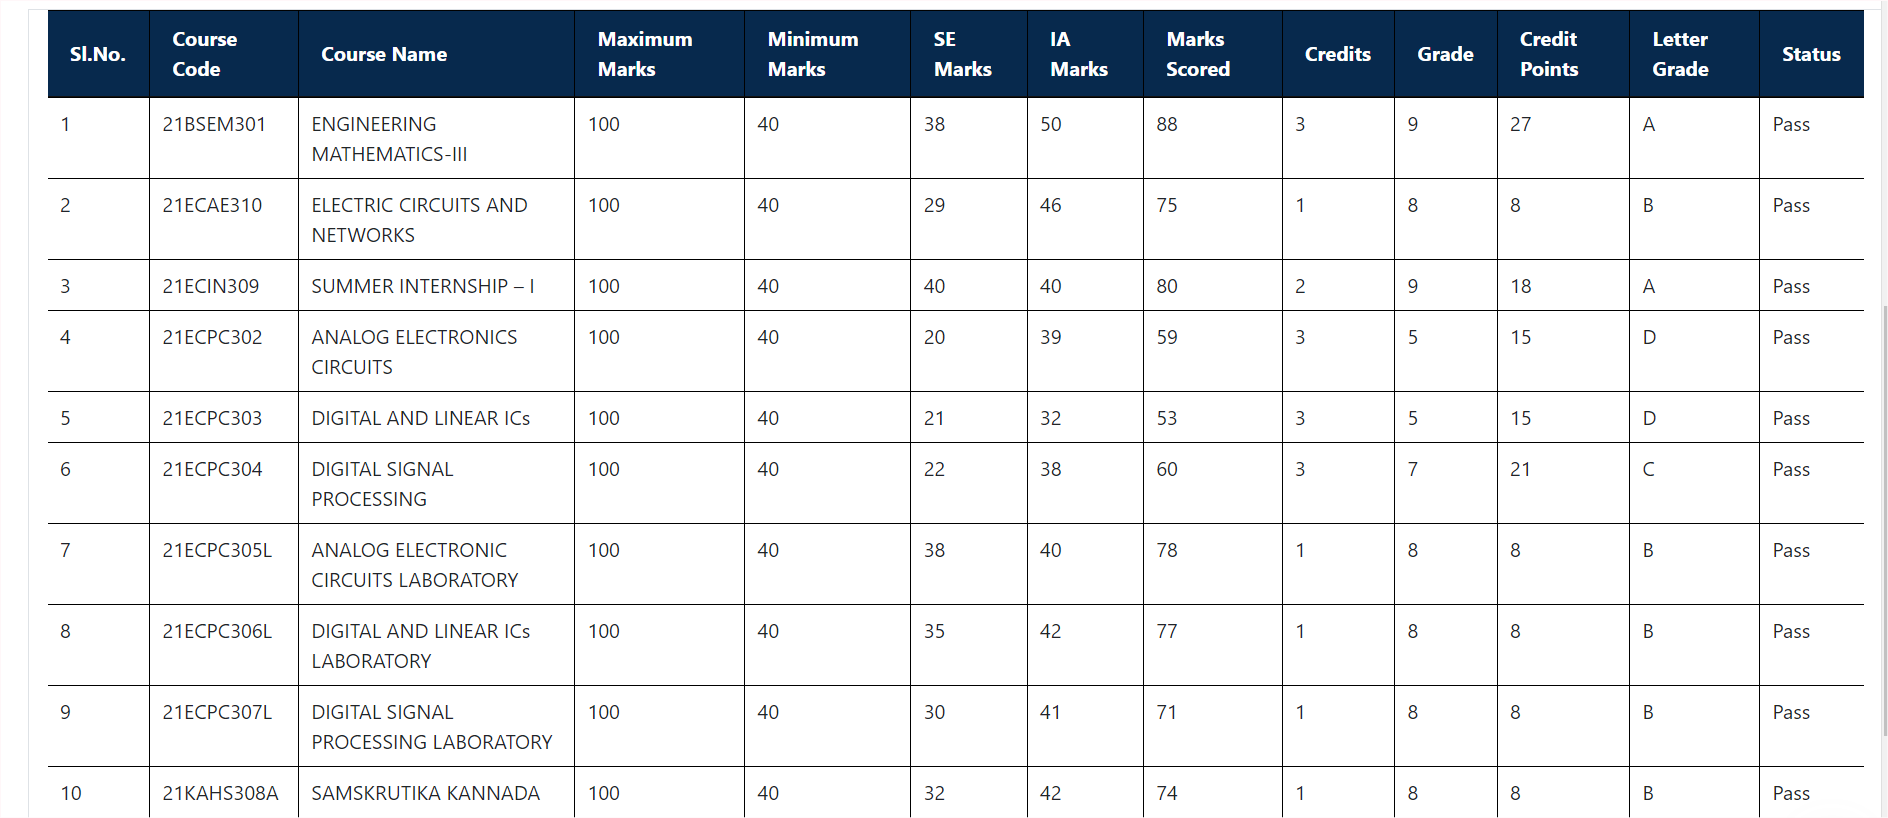 Sl.No. Course Code Course Name Maximum Marks Minimum Marks SE Marks IA Marks Marks Scored Credits Grade Credit Points Letter Grade Status
1 21BSEM301 ENGINEERING MATHEMATICS-III 100 40 38 50 88 3 9 27 A Pass
2 21ECAE310 ELECTRIC CIRCUITS AND NETWORKS 100 40 29 46 75 1 8 8 B Pass
3 21ECIN309 SUMMER INTERNSHIP – I 100 40 40 40 80 2 9 18 A Pass
4 21ECPC302 ANALOG ELECTRONICS CIRCUITS 100 40 20 39 59 3 5 15 D Pass
5 21ECPC303 DIGITAL AND LINEAR ICs 100 40 21 32 53 3 5 15 D Pass
6 21ECPC304 DIGITAL SIGNAL PROCESSING 100 40 22 38 60 3 7 21 C Pass
7 21ECPC305L ANALOG ELECTRONIC CIRCUITS LABORATORY 100 40 38 40 78 1 8 8 B Pass
8 21ECPC306L DIGITAL AND LINEAR ICs LABORATORY 100 40 35 42 77 1 8 8 B Pass
9 21ECPC307L DIGITAL SIGNAL PROCESSING LABORATORY 100 40 30 41 71 1 8 8 B Pass
10 21KAHS308A SAMSKRUTIKA KANNADA 100 40 32 42 74 1 8 8 B Pass